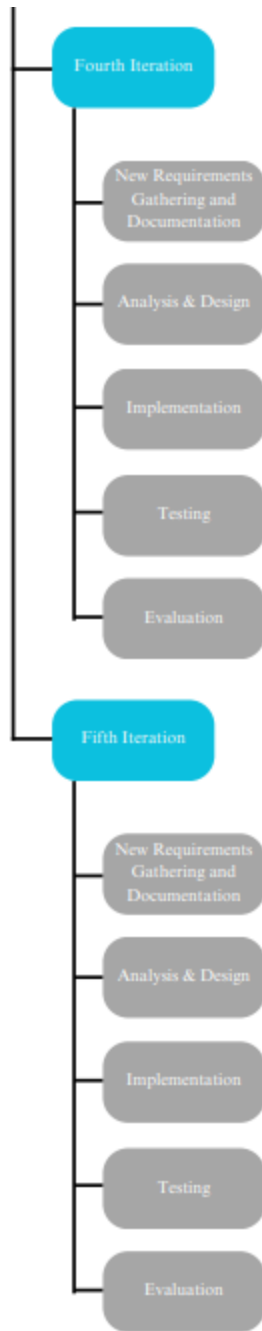 Fourth Iteration
New Requirements
Gathering and
Documentation
Analysis & Design
Implementation
Testing
Evaluation
Fifth Iteration
New Requirements
Gathering and
Documentation
Analysis & Design
Implementation
Testing
Evaluation